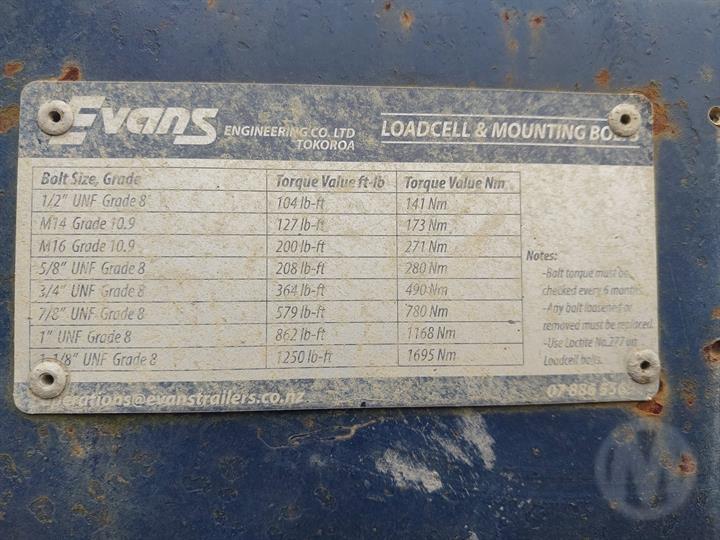 Evans
ENGINEERING CO. LTD
TOKOROA
LOADCELL & MOUNTING
Bolt Size, Grade Torque Value ft-lb Torque Value Nm
1/2" UNF Grade 8 104 lb-ft 141 Nm
M14 Grade 10.9 127 lb-ft 173 Nm
M16 Grade 10.9 200 lb-ft 271 Nm
5/8" UNF Grade 8 208 lb-ft 280 Nm
3/4" UNF Grade 8 364 lb-ft 490 Nm
7/8" UNF Grade 8 579 lb-ft 780 Nm
1" UNF Grade 8 862 lb-ft 1168 Nm
1-1/8" UNF Grade 8 1250 lb-ft 1695 Nm
Notes:
-Bolt torque must be
checked every 6 months.
-Any bolt loosened or
removed must be replaced.
-Use Loctite No.277 on
Loadcell bolts.
operations@evanstrailers.co.nz
07 886
M